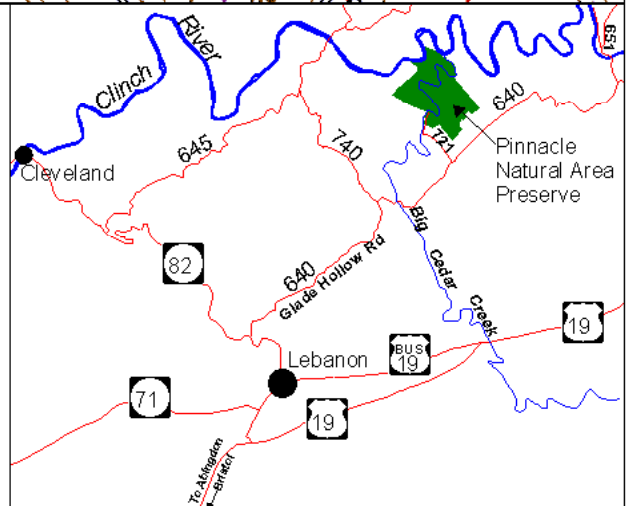 Clinch River
651
640
721
645
740
Pinnacle
Natural Area
Preserve
Cleveland
Big Cedar Creek
82
640
Glade Hollow Rd
19
BUS
19
Lebanon
71
19
To Abingdon
Bristol